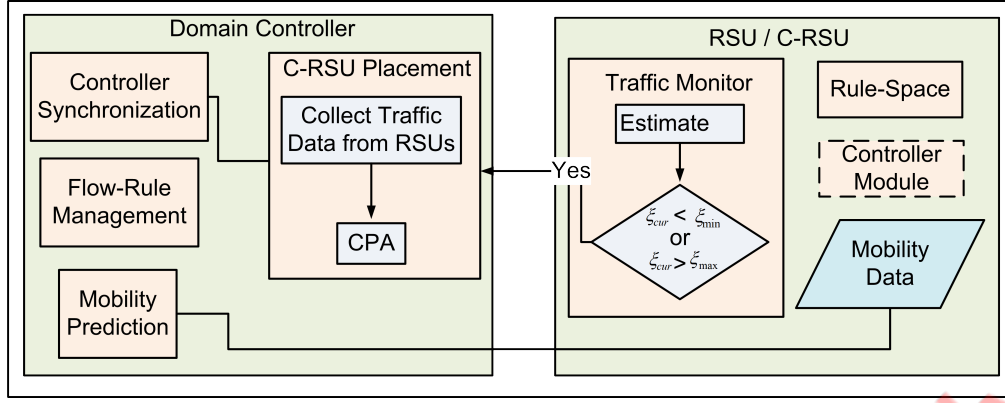 Domain Controller
Controller
Synchronization
Flow-Rule
Management
Mobility
Prediction
C-RSU Placement
Collect Traffic
Data from RSUs
CPA
Yes
RSU / C-RSU
Traffic Monitor
Estimate
ξcur < ξmin
or
ξcur > ξmax
Rule-Space
Controller
Module
Mobility
Data